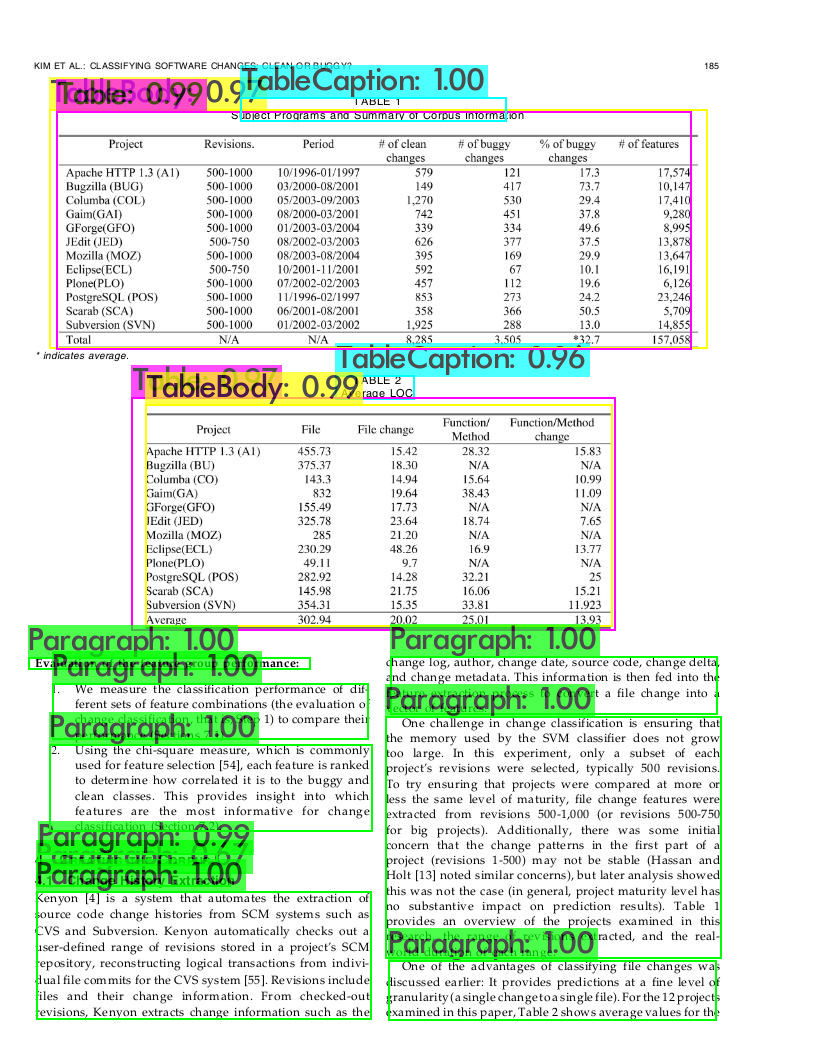 KIM ET AL.: CLASSIFYING SOFTWARE CHANGES: CLEAN OR BUGGY? 185
TableBody: 0.97
Table: 0.99
TableCaption: 1.00
TABLE 1
Subject Programs and Summary of Corpus Information
Project Revisions. Period # of clean changes # of buggy changes % of buggy changes # of features
Apache HTTP 1.3 (A1) 500-1000 10/1996-01/1997 579 121 17.3 17,574
Bugzilla (BUG) 500-1000 03/2000-08/2001 149 417 73.7 10,147
Columba (COL) 500-1000 05/2003-09/2003 1,270 530 29.4 17,410
Gaim(GAI) 500-1000 08/2000-03/2001 742 451 37.8 9,280
GForge(GFO) 500-1000 01/2003-03/2004 339 334 49.6 8,995
JEdit (JED) 500-750 08/2002-03/2003 626 377 37.5 13,878
Mozilla (MOZ) 500-1000 08/2003-08/2004 395 169 29.9 13,647
Eclipse(ECL) 500-750 10/2001-11/2001 592 67 10.1 16,191
Plone(PLO) 500-1000 07/2002-02/2003 457 112 19.6 6,126
PostgreSQL (POS) 500-1000 11/1996-02/1997 853 273 24.2 23,246
Scarab (SCA) 500-1000 06/2001-08/2001 358 366 50.5 5,709
Subversion (SVN) 500-1000 01/2002-03/2002 1,925 288 13.0 14,855
Total N/A N/A 8,285 3,505 *32.7 157,058
* indicates average.
TableCaption: 0.96
Table: 0.97
TableBody: 0.99
TABLE 2
Average LOC
Project File File change Function/ Method Function/Method change
Apache HTTP 1.3 (A1) 455.73 15.42 28.32 15.83
Bugzilla (BU) 375.37 18.30 N/A N/A
Columba (CO) 143.3 14.94 15.64 10.99
Gaim(GA) 832 19.64 38.43 11.09
GForge(GFO) 155.49 17.73 N/A N/A
JEdit (JED) 325.78 23.64 18.74 7.65
Mozilla (MOZ) 285 21.20 N/A N/A
Eclipse(ECL) 230.29 48.26 16.9 13.77
Plone(PLO) 49.11 9.7 N/A N/A
PostgreSQL (POS) 282.92 14.28 32.21 25
Scarab (SCA) 145.98 21.75 16.06 15.21
Subversion (SVN) 354.31 15.35 33.81 11.923
Average 302.94 20.02 25.01 13.93
Paragraph: 1.00
Evaluation of the feature group performance:
Paragraph: 1.00
1. We measure the classification performance of dif-
ferent sets of feature combinations (the evaluation of
change classification, that is, step 1) to compare their
Paragraph: 1.00
2. Using the chi-square measure, which is commonly
used for feature selection [54], each feature is ranked
to determine how correlated it is to the buggy and
clean classes. This provides insight into which
features are the most informative for change
classification (Section 7.2).
Paragraph: 0.99
Paragraph: 1.00
Change History Extraction
Kenyon [4] is a system that automates the extraction of
source code change histories from SCM systems such as
CVS and Subversion. Kenyon automatically checks out a
user-defined range of revisions stored in a project's SCM
repository, reconstructing logical transactions from indivi-
dual file commits for the CVS system [55]. Revisions include
files and their change information. From checked-out
revisions, Kenyon extracts change information such as the
Paragraph: 1.00
change log, author, change date, source code, change delta,
and change metadata. This information is then fed into the
feature extraction process to convert a file change into a
Paragraph: 1.00
One challenge in change classification is ensuring that
the memory used by the SVM classifier does not grow
too large. In this experiment, only a subset of each
project's revisions were selected, typically 500 revisions.
To try ensuring that projects were compared at more or
less the same level of maturity, file change features were
extracted from revisions 500-1,000 (or revisions 500-750
for big projects). Additionally, there was some initial
concern that the change patterns in the first part of a
project (revisions 1-500) may not be stable (Hassan and
Holt [13] noted similar concerns), but later analysis showed
this was not the case (in general, project maturity level has
no substantive impact on prediction results). Table 1
provides an overview of the projects examined in this
research, the range of revisions extracted, and the real-
world duration of each range.
Paragraph: 1.00
One of the advantages of classifying file changes was
discussed earlier: It provides predictions at a fine level of
granularity (a single change to a single file). For the 12 projects
examined in this paper, Table 2 shows average values for the